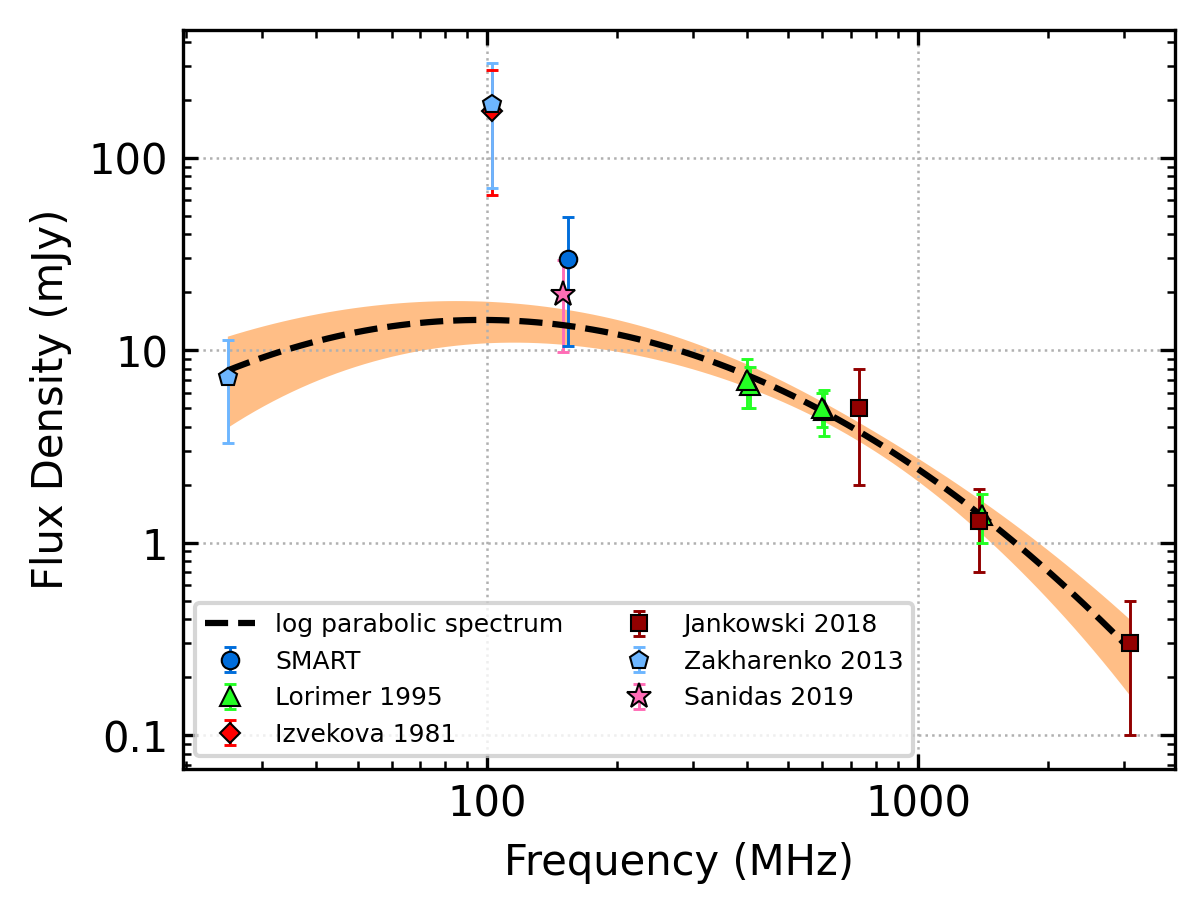 Flux Density (mJy)
100
10
1
0.1
log parabolic spectrum
SMART
Lorimer 1995
Izvekova 1981
Jankowski 2018
Zakharenko 2013
Sanidas 2019
100
1000
Frequency (MHz)